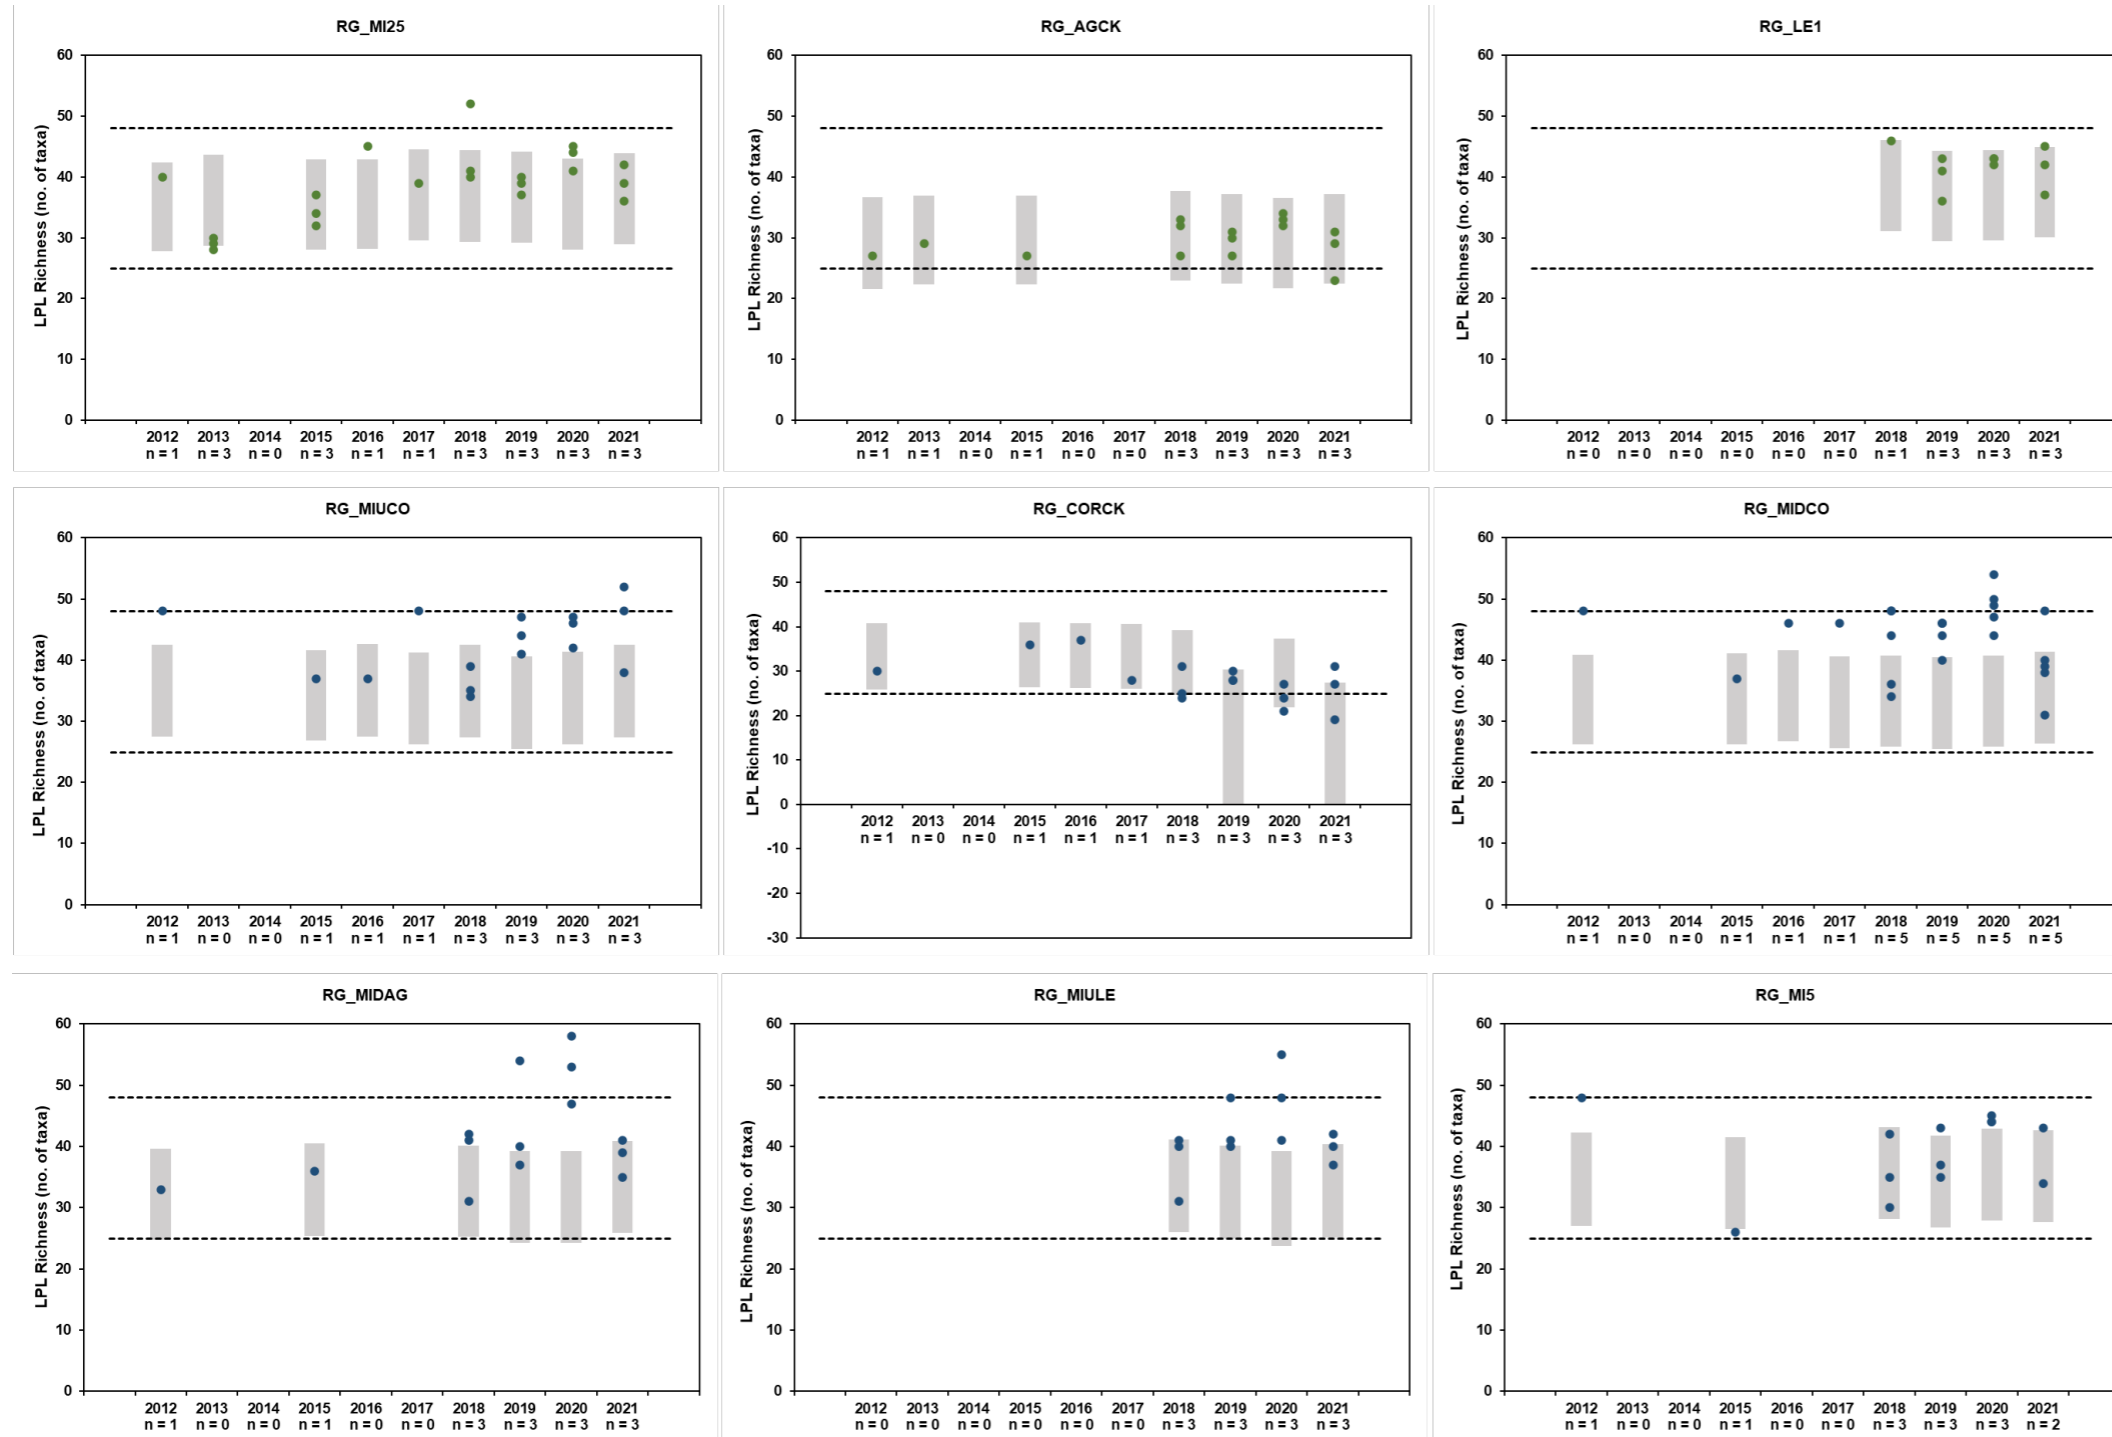 RG_MI25
LPL Richness (no. of taxa)
60
50
40
30
20
10
0
2012 2013 2014 2015 2016 2017 2018 2019 2020 2021
n = 1 n = 3 n = 0 n = 3 n = 1 n = 1 n = 3 n = 3 n = 3 n = 3
RG_AGCK
LPL Richness (no. of taxa)
60
50
40
30
20
10
0
2012 2013 2014 2015 2016 2017 2018 2019 2020 2021
n = 1 n = 1 n = 0 n = 1 n = 0 n = 0 n = 3 n = 3 n = 3 n = 3
RG_LE1
LPL Richness (no. of taxa)
60
50
40
30
20
10
0
2012 2013 2014 2015 2016 2017 2018 2019 2020 2021
n = 0 n = 0 n = 0 n = 0 n = 0 n = 0 n = 1 n = 3 n = 3 n = 3
RG_MIUCO
LPL Richness (no. of taxa)
60
50
40
30
20
10
0
2012 2013 2014 2015 2016 2017 2018 2019 2020 2021
n = 1 n = 0 n = 0 n = 1 n = 1 n = 1 n = 3 n = 3 n = 3 n = 3
RG_CORCK
LPL Richness (no. of taxa)
60
50
40
30
20
10
0
2012 2013 2014 2015 2016 2017 2018 2019 2020 2021
n = 1 n = 0 n = 0 n = 1 n = 1 n = 1 n = 3 n = 3 n = 3 n = 3
-10
-20
-30
RG_MIDCO
LPL Richness (no. of taxa)
60
50
40
30
20
10
0
2012 2013 2014 2015 2016 2017 2018 2019 2020 2021
n = 1 n = 0 n = 0 n = 1 n = 1 n = 1 n = 5 n = 5 n = 5 n = 5
RG_MIDAG
LPL Richness (no. of taxa)
60
50
40
30
20
10
0
2012 2013 2014 2015 2016 2017 2018 2019 2020 2021
n = 1 n = 0 n = 0 n = 1 n = 0 n = 0 n = 3 n = 3 n = 3 n = 3
RG_MIULE
LPL Richness (no. of taxa)
60
50
40
30
20
10
0
2012 2013 2014 2015 2016 2017 2018 2019 2020 2021
n = 0 n = 0 n = 0 n = 0 n = 0 n = 0 n = 3 n = 3 n = 3 n = 3
RG_MI5
LPL Richness (no. of taxa)
60
50
40
30
20
10
0
2012 2013 2014 2015 2016 2017 2018 2019 2020 2021
n = 1 n = 0 n = 0 n = 1 n = 0 n = 0 n = 3 n = 3 n = 3 n = 2